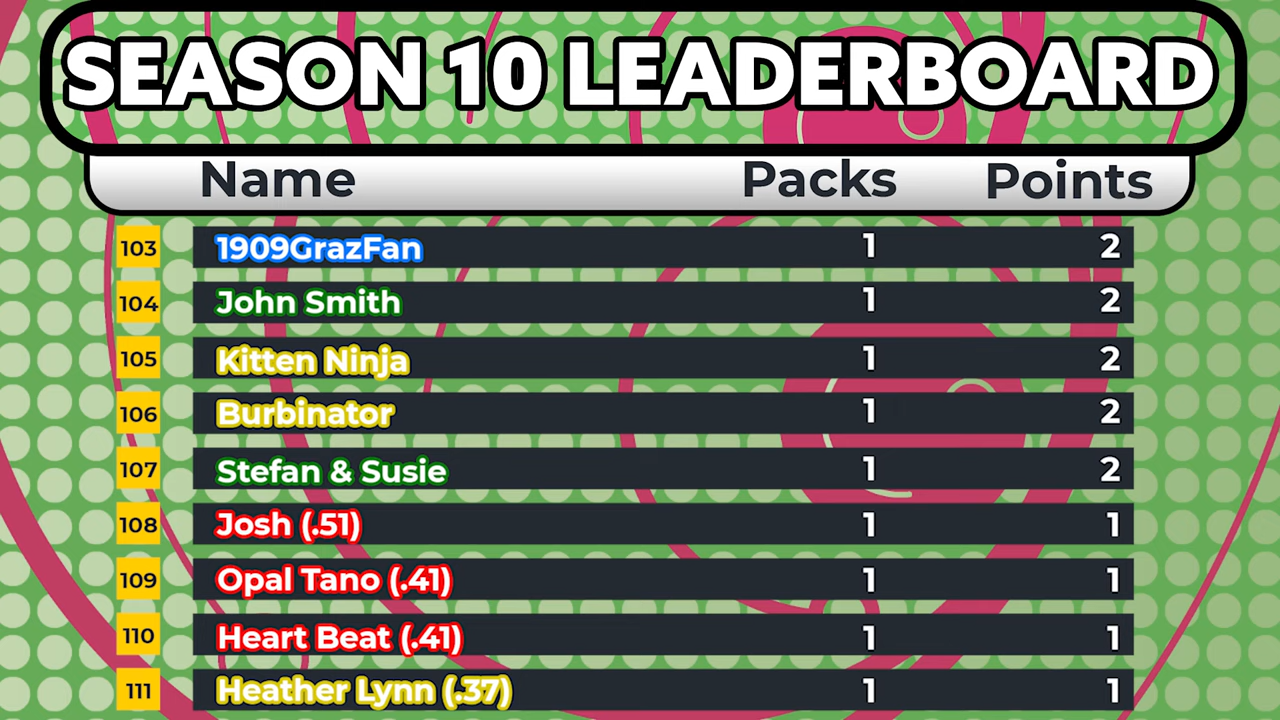 SEASON 10 LEADERBOARD
Name Packs Points
103 1909GrazFan 1 2
104 John Smith 1 2
105 Kitten Ninja 1 2
106 Burbinator 1 2
107 Stefan & Susie 1 2
108 Josh (.51) 1 1
109 Opal Tano (.41) 1 1
110 Heart Beat (.41) 1 1
111 Heather Lynn (.37) 1 1